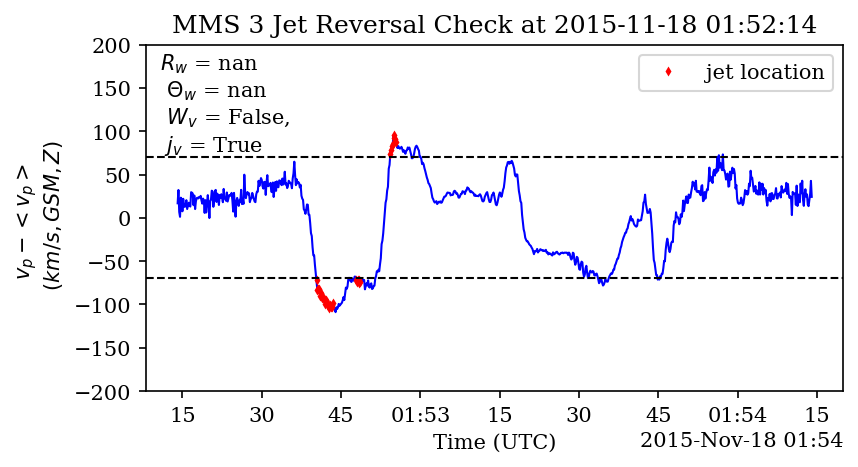 MMS 3 Jet Reversal Check at 2015-11-18 01:52:14
200
150
100
50
0
−50
−100
−150
−200
v_p − < v_p >
(km/s, GSM, Z)
R_w = nan
Θ_w = nan
W_v = False,
j_v = True
jet location
15 30 45 01:53 15 30 45 01:54 15
Time (UTC)
2015-Nov-18 01:54